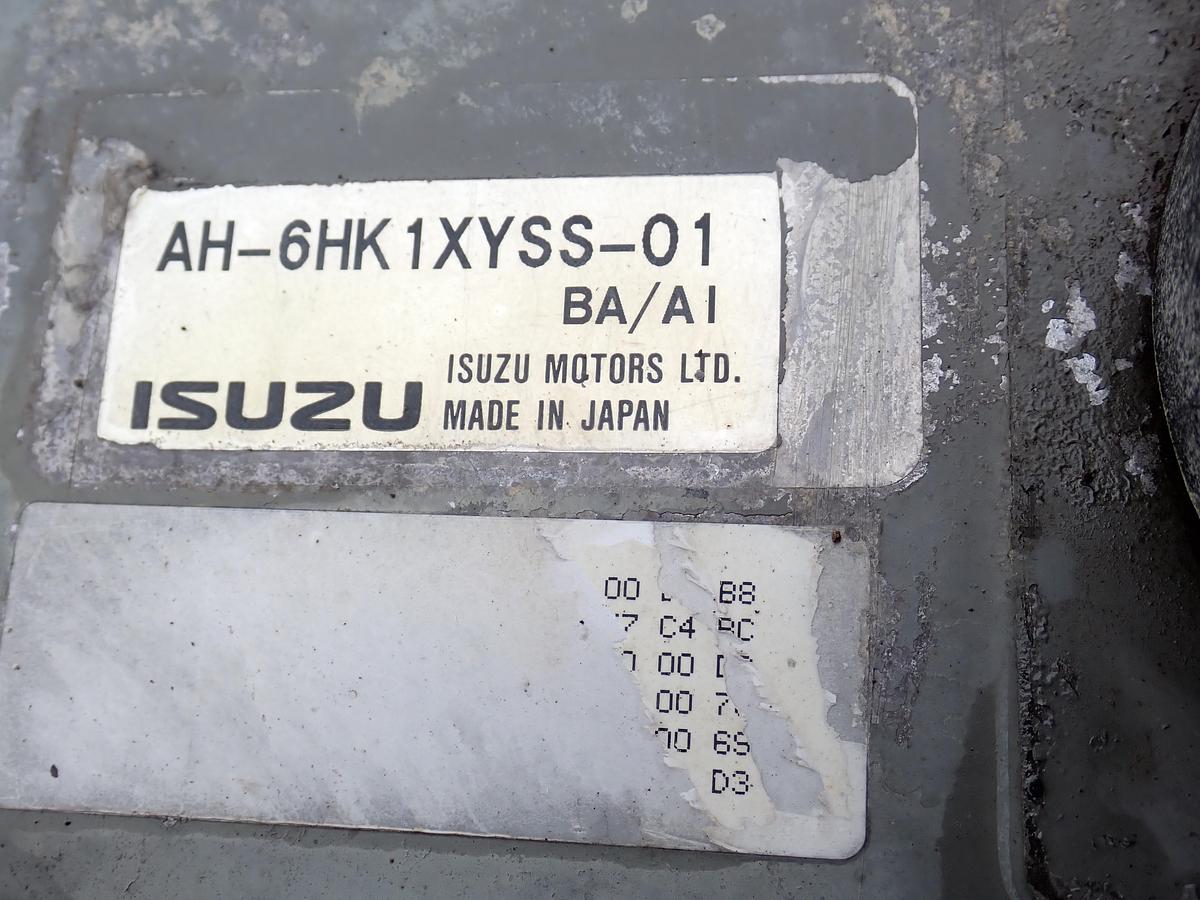 AH-6HK1XYSS-01
BA/AI
ISUZU
ISUZU MOTORS LTD.
MADE IN JAPAN
00 B8
C4
00
00
6S
D3